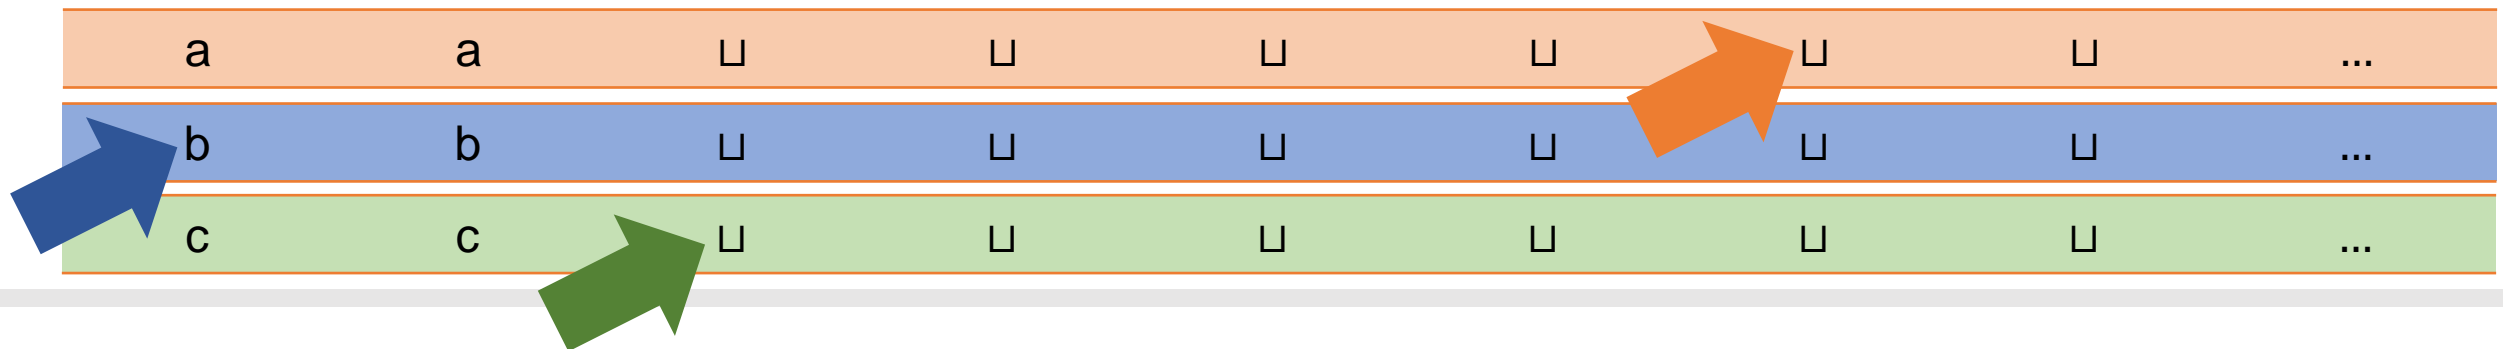 a a ⊔ ⊔ ⊔ ⊔ ⊔ ⊔ ...
b b ⊔ ⊔ ⊔ ⊔ ⊔ ⊔ ...
c c ⊔ ⊔ ⊔ ⊔ ⊔ ⊔ ...